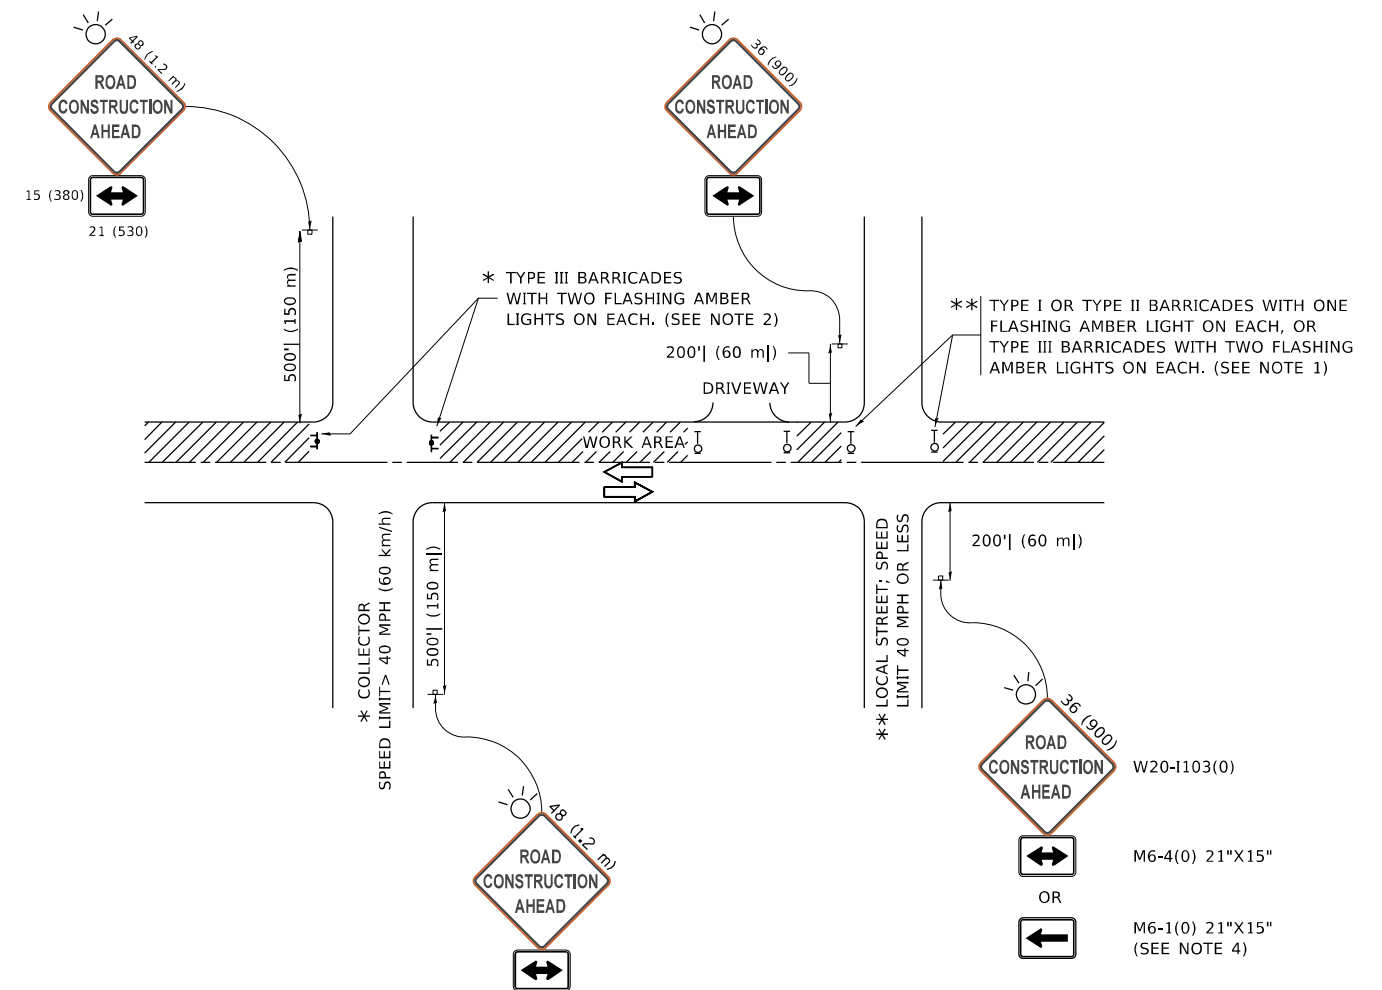 48 (1.2 m)
ROAD
CONSTRUCTION
AHEAD
15 (380)
21 (530)
36 (900)
ROAD
CONSTRUCTION
AHEAD
500'| (150 m)
* TYPE III BARRICADES
WITH TWO FLASHING AMBER
LIGHTS ON EACH. (SEE NOTE 2)
200'| (60 m|)
DRIVEWAY
** TYPE I OR TYPE II BARRICADES WITH ONE
FLASHING AMBER LIGHT ON EACH, OR
TYPE III BARRICADES WITH TWO FLASHING
AMBER LIGHTS ON EACH. (SEE NOTE 1)
WORK AREA
* COLLECTOR
SPEED LIMIT> 40 MPH (60 km/h)
500'| (150 m|)
** LOCAL STREET; SPEED
LIMIT 40 MPH OR LESS
200'| (60 m|)
48 (1.2 m)
ROAD
CONSTRUCTION
AHEAD
36 (900)
ROAD
CONSTRUCTION
AHEAD
W20-I103(0)
M6-4(0) 21"X15"
OR
M6-1(0) 21"X15"
(SEE NOTE 4)